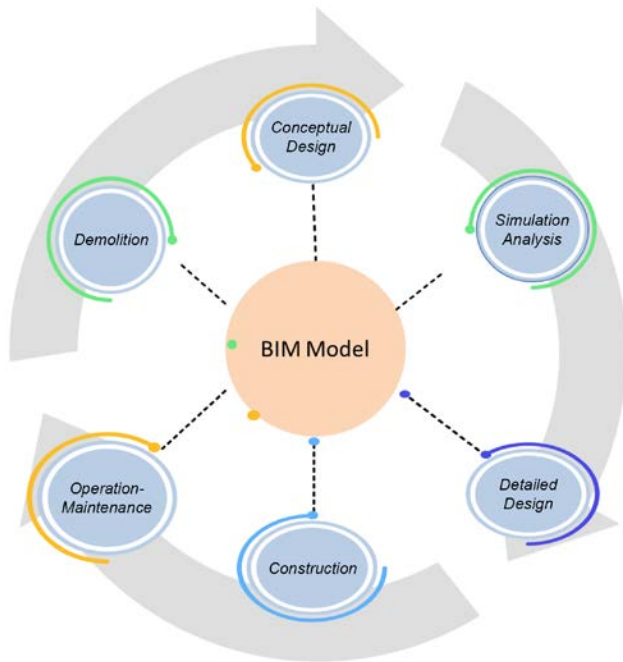 Conceptual
Design
Simulation
Analysis
Demolition
BIM Model
Operation-
Maintenance
Detailed
Design
Construction